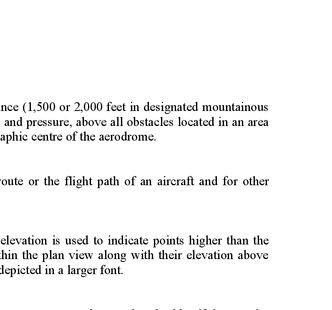 nce (1,500 or 2,000 feet in designated mountainous
and pressure, above all obstacles located in an area
aphic centre of the aerodrome.
oute or the flight path of an aircraft and for other
elevation is used to indicate points higher than the
hin the plan view along with their elevation above
depicted in a larger font.